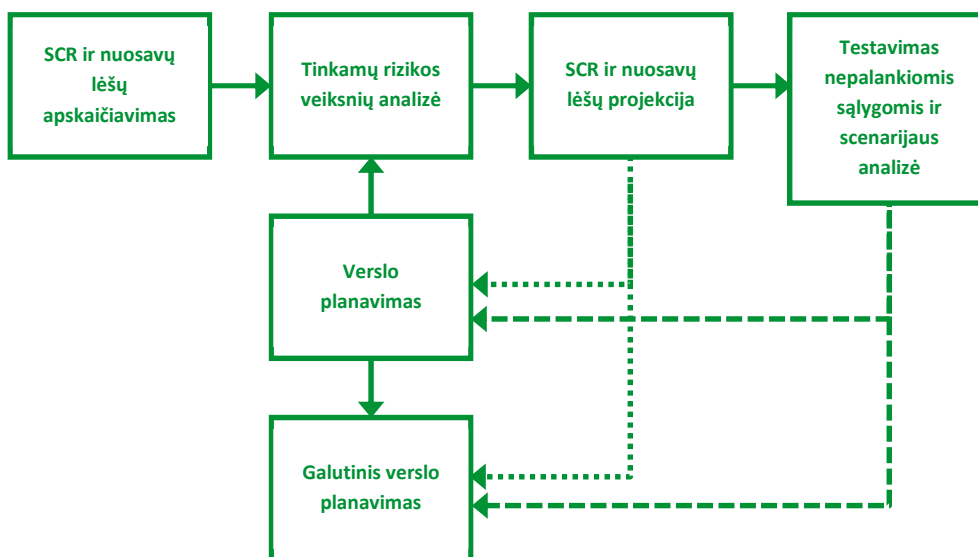 SCR ir nuosavų
lėšų
apskaičiavimas
Tinkamų rizikos
veiksnių analizė
SCR ir nuosavų
lėšų projekcija
Testavimas
nepalankiomis
sąlygomis ir
scenarijaus
analizė
Verslo
planavimas
Galutinis verslo
planavimas